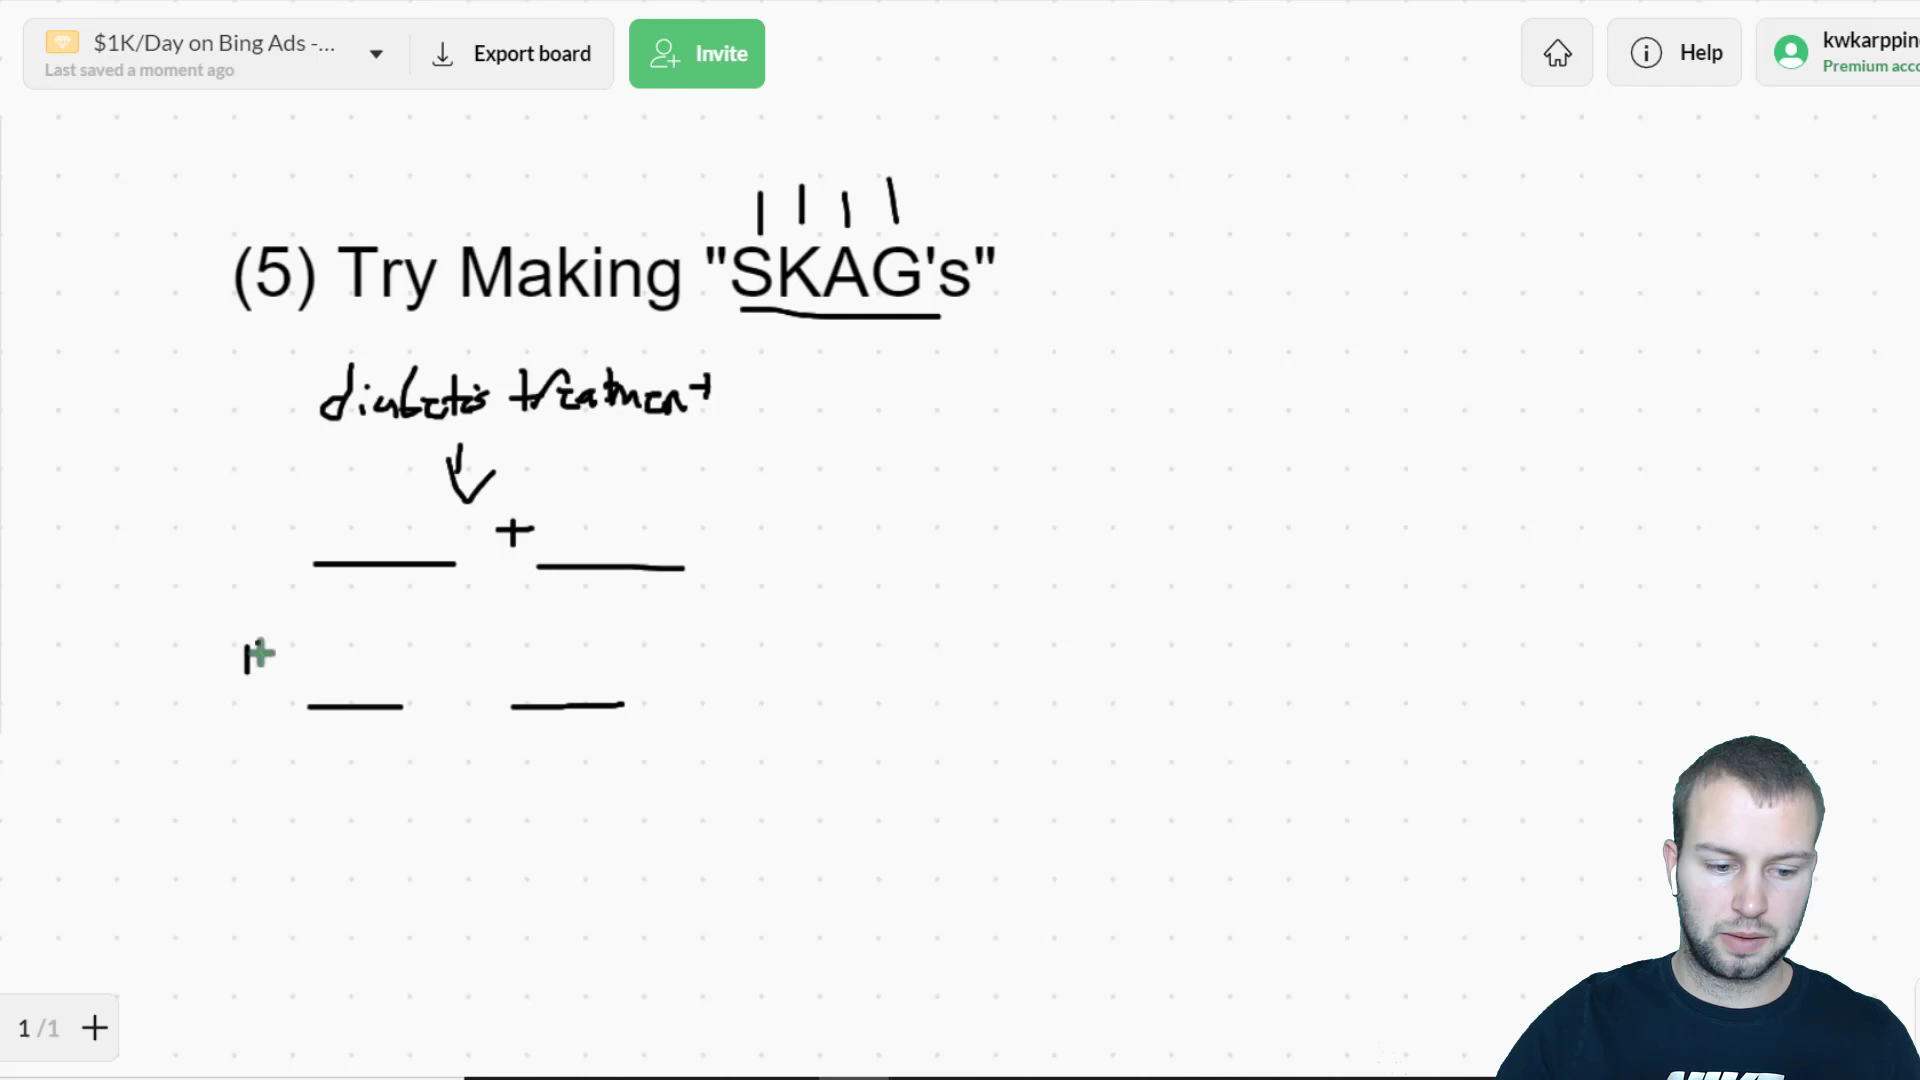 $1K/Day on Bing Ads -...
Last saved a moment ago
Export board
Invite
Help
kwkarppin
Premium acco
(5) Try Making "SKAG's"
diabetes treatment
+
1 /1 +